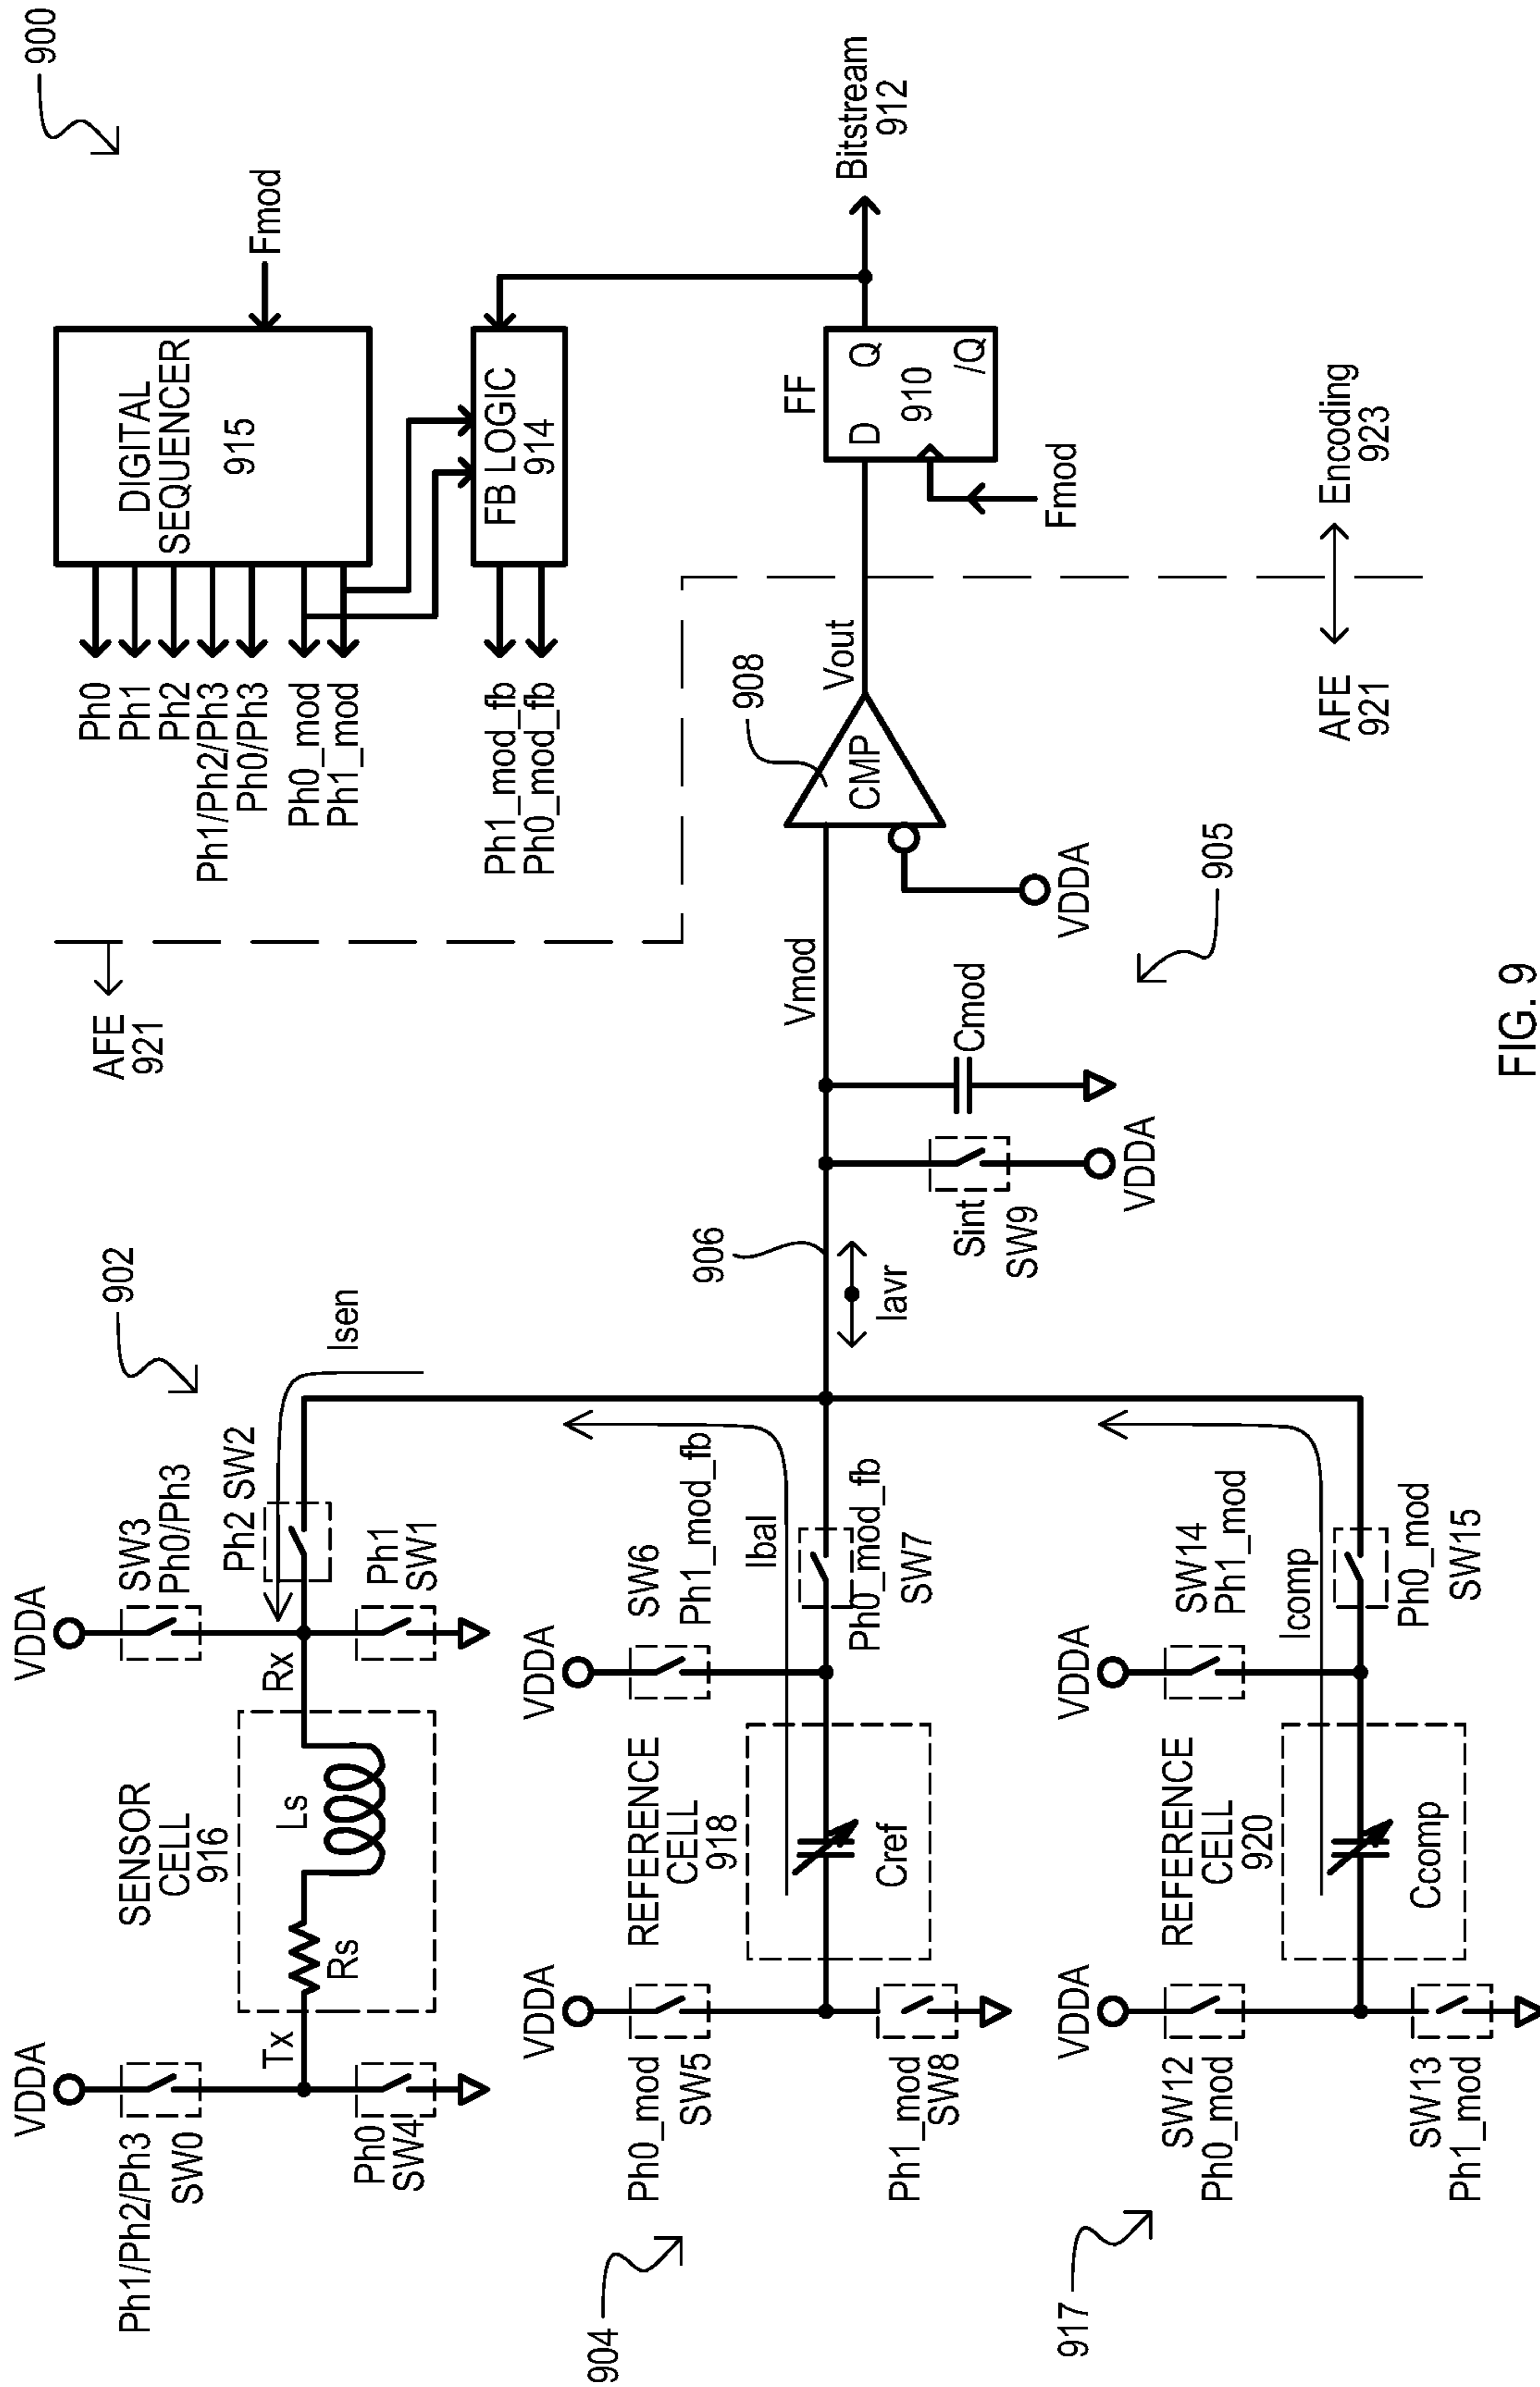 900
902
VDDA
Ph1/Ph2/Ph3
SW0
Ph0
SW4
Tx
SENSOR
CELL
916
Rs
Ls
Rx
VDDA
SW3
Ph0/Ph3
Ph1
SW1
Ph2 SW2
Isen
904
VDDA
Ph0_mod
SW5
Ph1_mod
SW8
REFERENCE
CELL
918
Cref
VDDA
SW6
Ph1_mod_fb
Ibal
Ph0_mod_fb
SW7
917
VDDA
SW12
Ph0_mod
SW13
Ph1_mod
REFERENCE
CELL
920
Ccomp
VDDA
SW14
Ph1_mod
Icomp
Ph0_mod
SW15
906
Iavr
Sint
SW9
VDDA
Cmod
Vmod
905
908
CMP
VDDA
Vout
AFE
921
Ph0
Ph1
Ph2
Ph1/Ph2/Ph3
Ph0/Ph3
Ph0_mod
Ph1_mod
DIGITAL
SEQUENCER
915
Fmod
Ph1_mod_fb
Ph0_mod_fb
FB LOGIC
914
FF
D
Q
910
/Q
Fmod
Bitstream
912
AFE
921
Encoding
923
FIG. 9